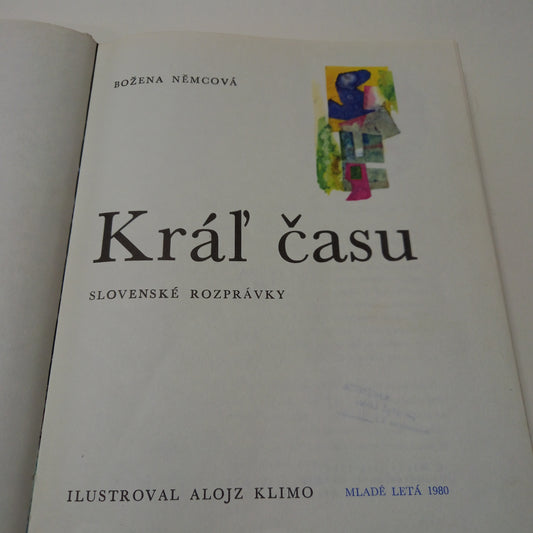 BOŽENA NĚMCOVÁ
Kráľ času
SLOVENSKÉ ROZPRÁVKY
ILUSTROVAL ALOJZ KLIMO
MLADÉ LETÁ 1980